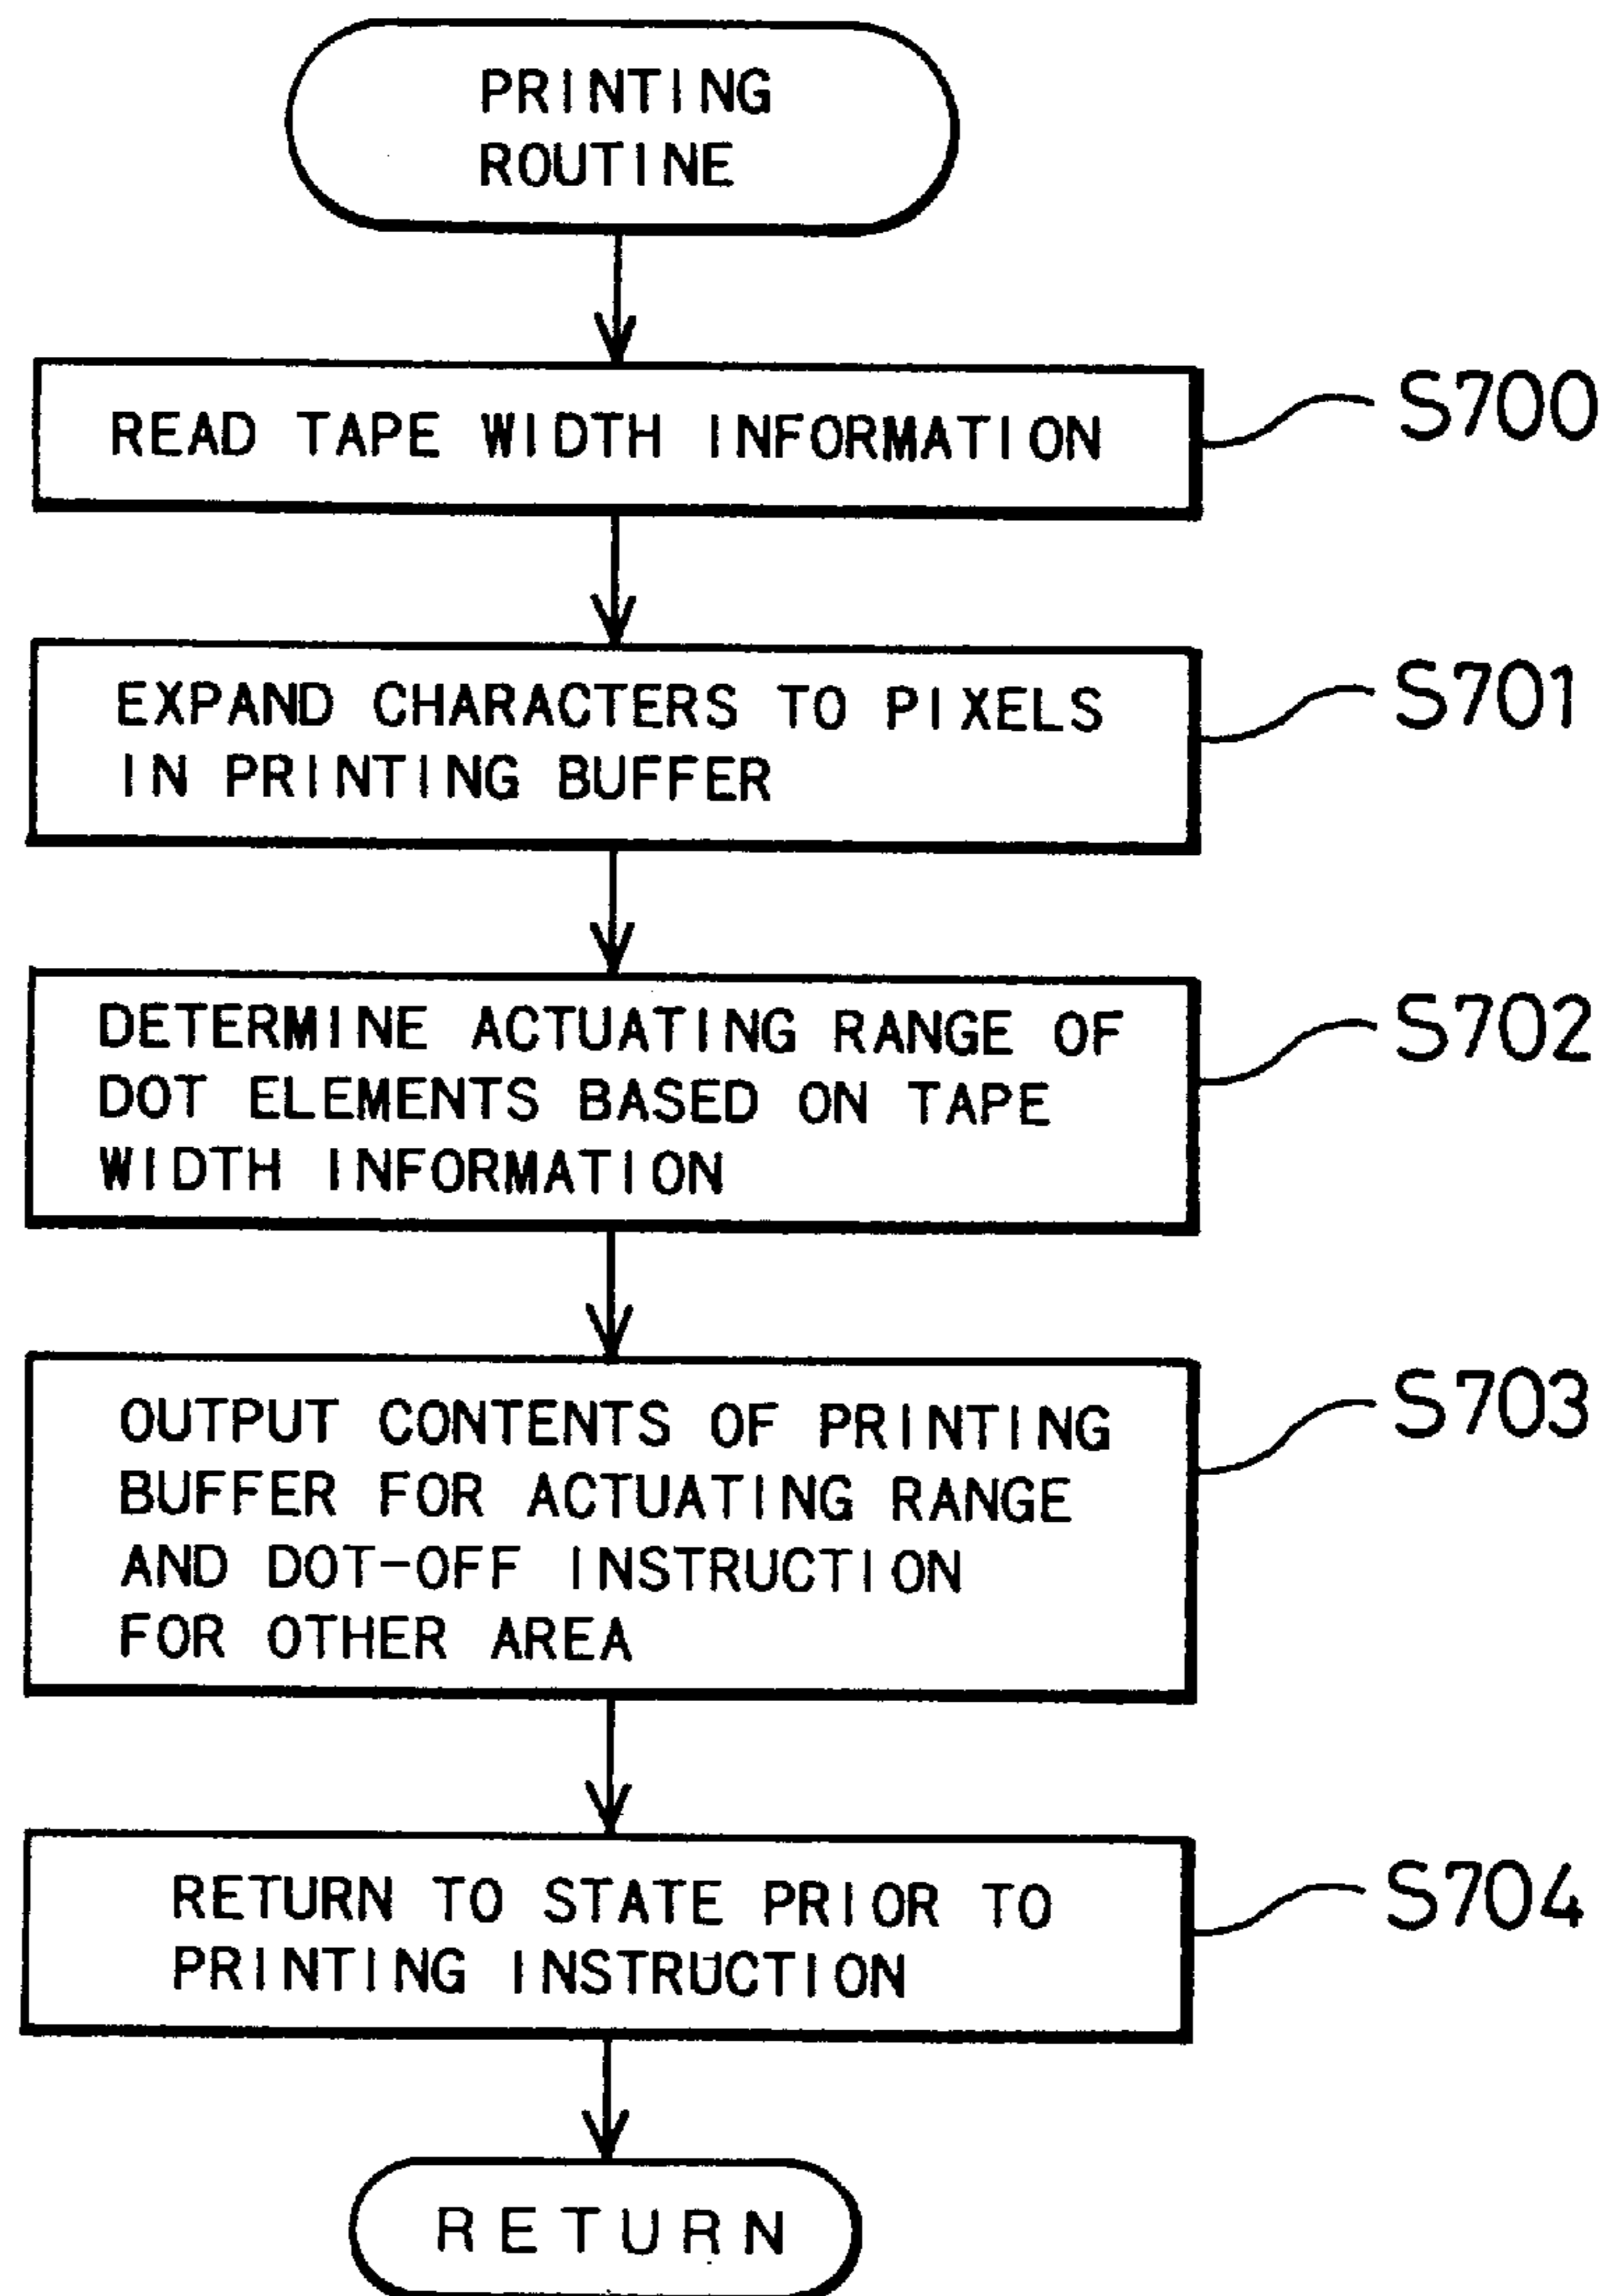 PRINTING
ROUTINE
READ TAPE WIDTH INFORMATION
S700
EXPAND CHARACTERS TO PIXELS
IN PRINTING BUFFER
S701
DETERMINE ACTUATING RANGE OF
DOT ELEMENTS BASED ON TAPE
WIDTH INFORMATION
S702
OUTPUT CONTENTS OF PRINTING
BUFFER FOR ACTUATING RANGE
AND DOT-OFF INSTRUCTION
FOR OTHER AREA
S703
RETURN TO STATE PRIOR TO
PRINTING INSTRUCTION
S704
RETURN